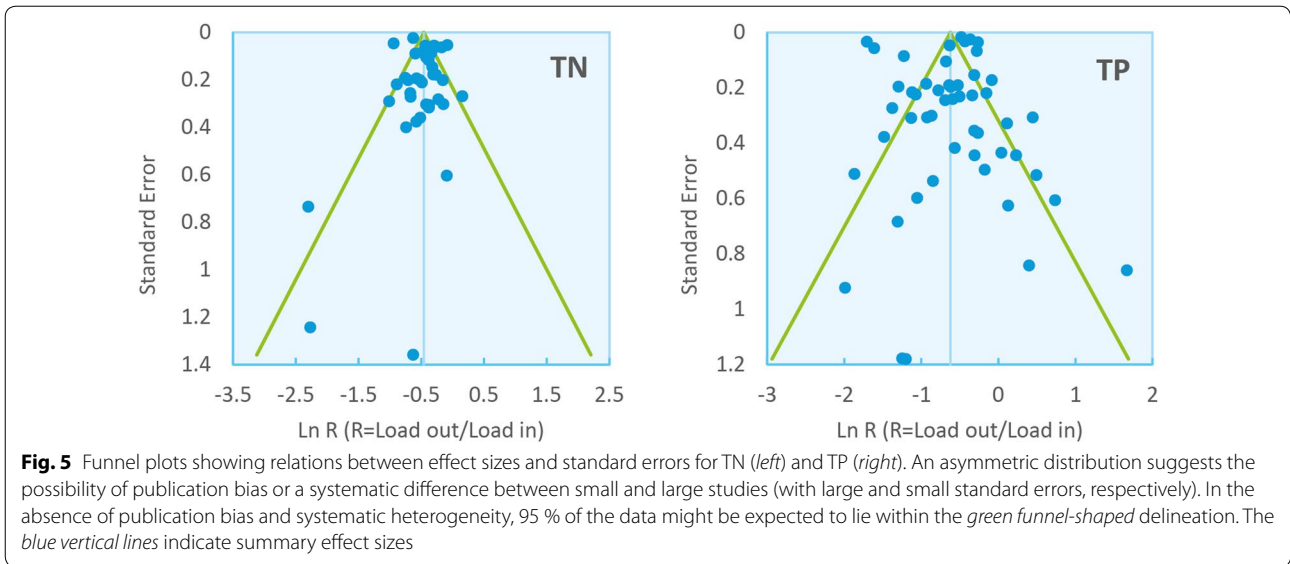 TN
Standard Error
0
0.2
0.4
0.6
0.8
1
1.2
1.4
-3.5 -2.5 -1.5 -0.5 0.5 1.5 2.5
Ln R (R=Load out/Load in)
TP
Standard Error
0
0.2
0.4
0.6
0.8
1
1.2
-3 -2 -1 0 1 2
Ln R (R=Load out/Load in)
Fig. 5 Funnel plots showing relations between effect sizes and standard errors for TN (left) and TP (right). An asymmetric distribution suggests the
possibility of publication bias or a systematic difference between small and large studies (with large and small standard errors, respectively). In the
absence of publication bias and systematic heterogeneity, 95 % of the data might be expected to lie within the green funnel-shaped delineation. The
blue vertical lines indicate summary effect sizes